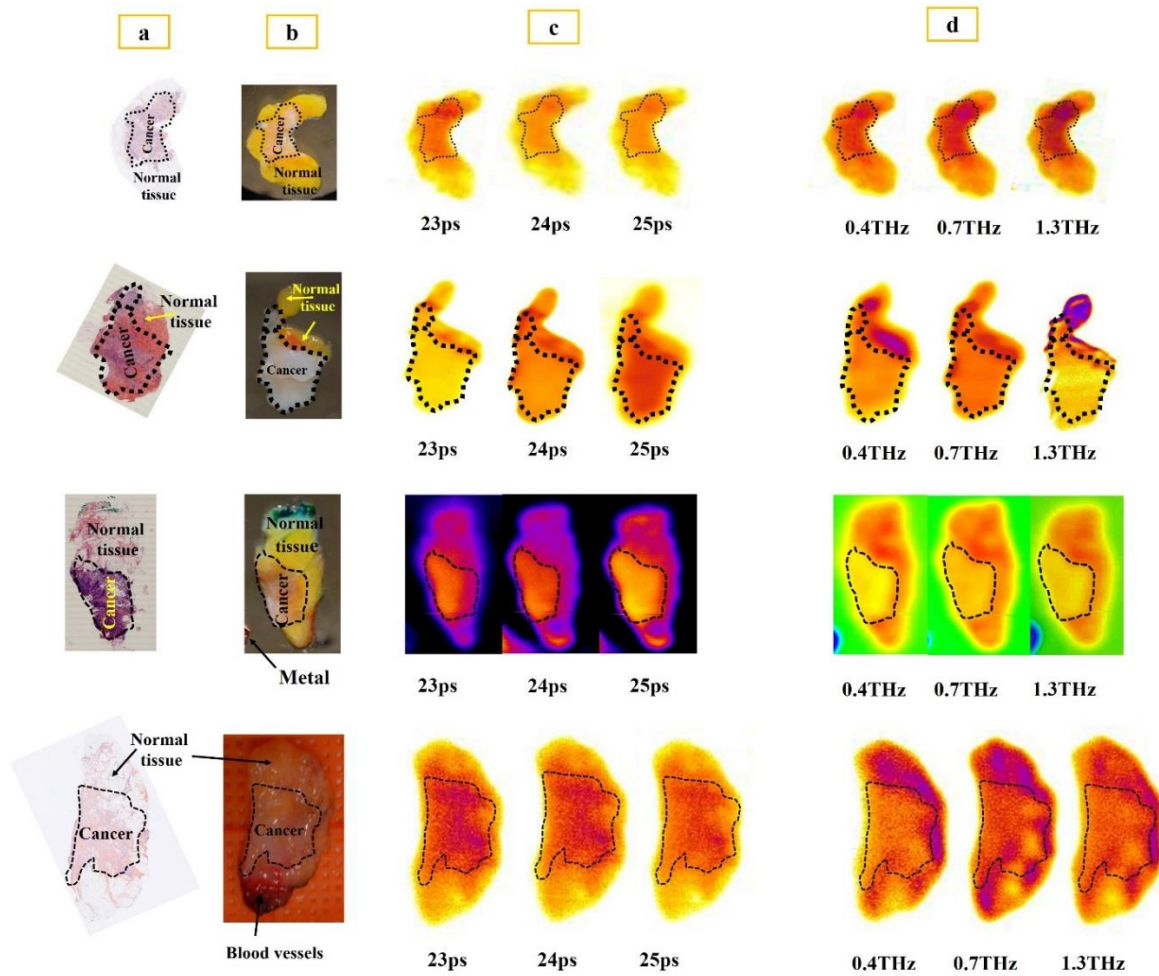 a
b
c
d
Cancer
Normal
tissue
Cancer
Normal
tissue
23ps
24ps
25ps
0.4THz
0.7THz
1.3THz
Normal
tissue
Cancer
Normal
tissue
Cancer
23ps
24ps
25ps
0.4THz
0.7THz
1.3THz
Normal
tissue
Cancer
Normal
tissue
Cancer
Metal
23ps
24ps
25ps
0.4THz
0.7THz
1.3THz
Normal
tissue
Cancer
Cancer
Blood vessels
23ps
24ps
25ps
0.4THz
0.7THz
1.3THz